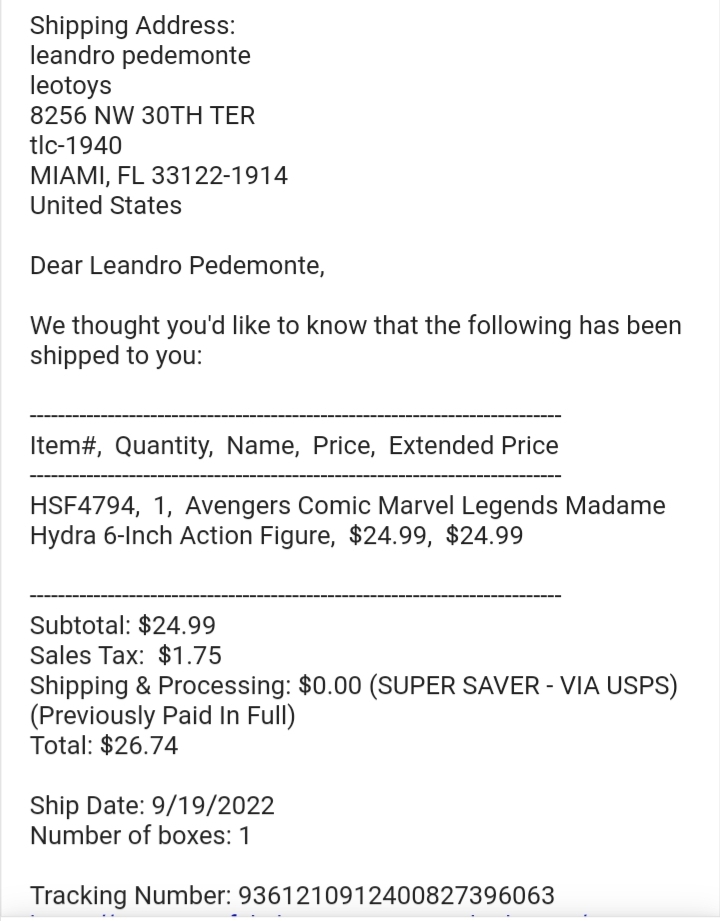 Shipping Address:
leandro pedemonte
leotoys
8256 NW 30TH TER
tlc-1940
MIAMI, FL 33122-1914
United States
Dear Leandro Pedemonte,
We thought you'd like to know that the following has been
shipped to you:
----------------------------------------------------------------------------
Item#,  Quantity,  Name,  Price,  Extended Price
----------------------------------------------------------------------------
HSF4794,  1,  Avengers Comic Marvel Legends Madame
Hydra 6-Inch Action Figure,  $24.99,  $24.99
----------------------------------------------------------------------------
Subtotal: $24.99
Sales Tax:  $1.75
Shipping & Processing: $0.00 (SUPER SAVER - VIA USPS)
(Previously Paid In Full)
Total: $26.74
Ship Date: 9/19/2022
Number of boxes: 1
Tracking Number: 9361210912400827396063